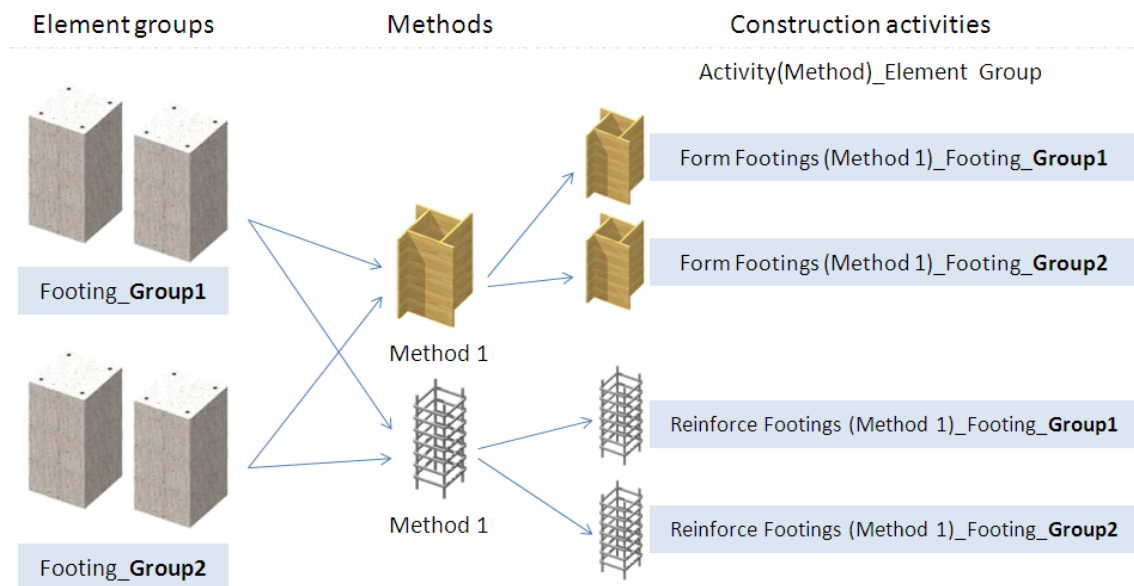 Element groups
Methods
Construction activities
Activity(Method)_Element Group
Form Footings (Method 1)_Footing_Group1
Form Footings (Method 1)_Footing_Group2
Footing_Group1
Method 1
Reinforce Footings (Method 1)_Footing_Group1
Method 1
Reinforce Footings (Method 1)_Footing_Group2
Footing_Group2